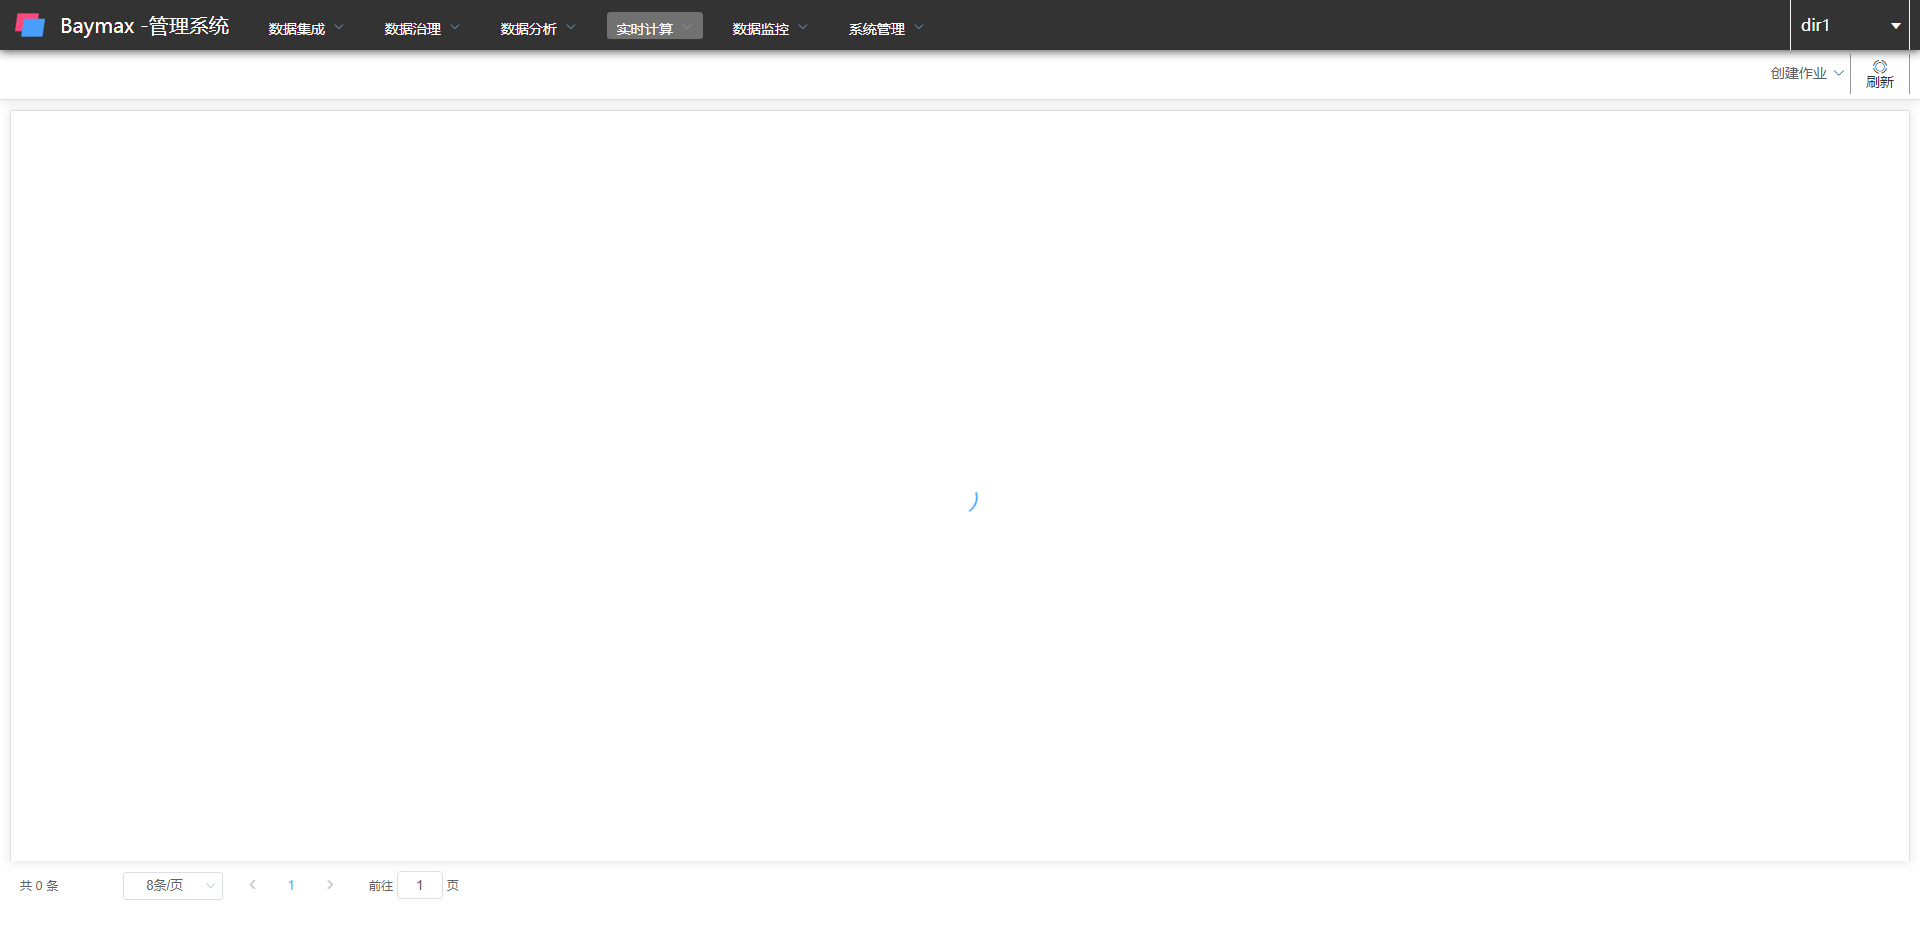 Baymax -管理系统 数据集成 数据治理 数据分析 实时计算 数据监控 系统管理 dir1
创建作业 刷新
共 0 条 8条/页 1 前往 1 页